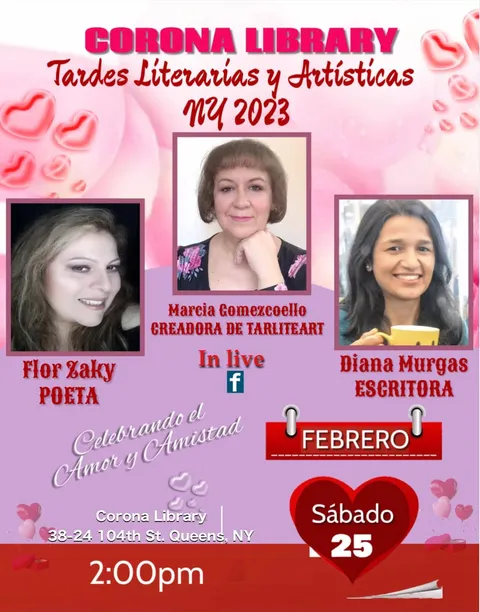 CORONA LIBRARY
Tardes Literarias y Artísticas
NY 2023
Marcia Gomezcoello
CREADORA DE TARLITEART
Flor Zaky
POETA
In live
f
Diana Murgas
ESCRITORA
Celebrando el
Amor y Amistad
FEBRERO
Sábado
25
Corona Library
38-24 104th St. Queens, NY
2:00pm